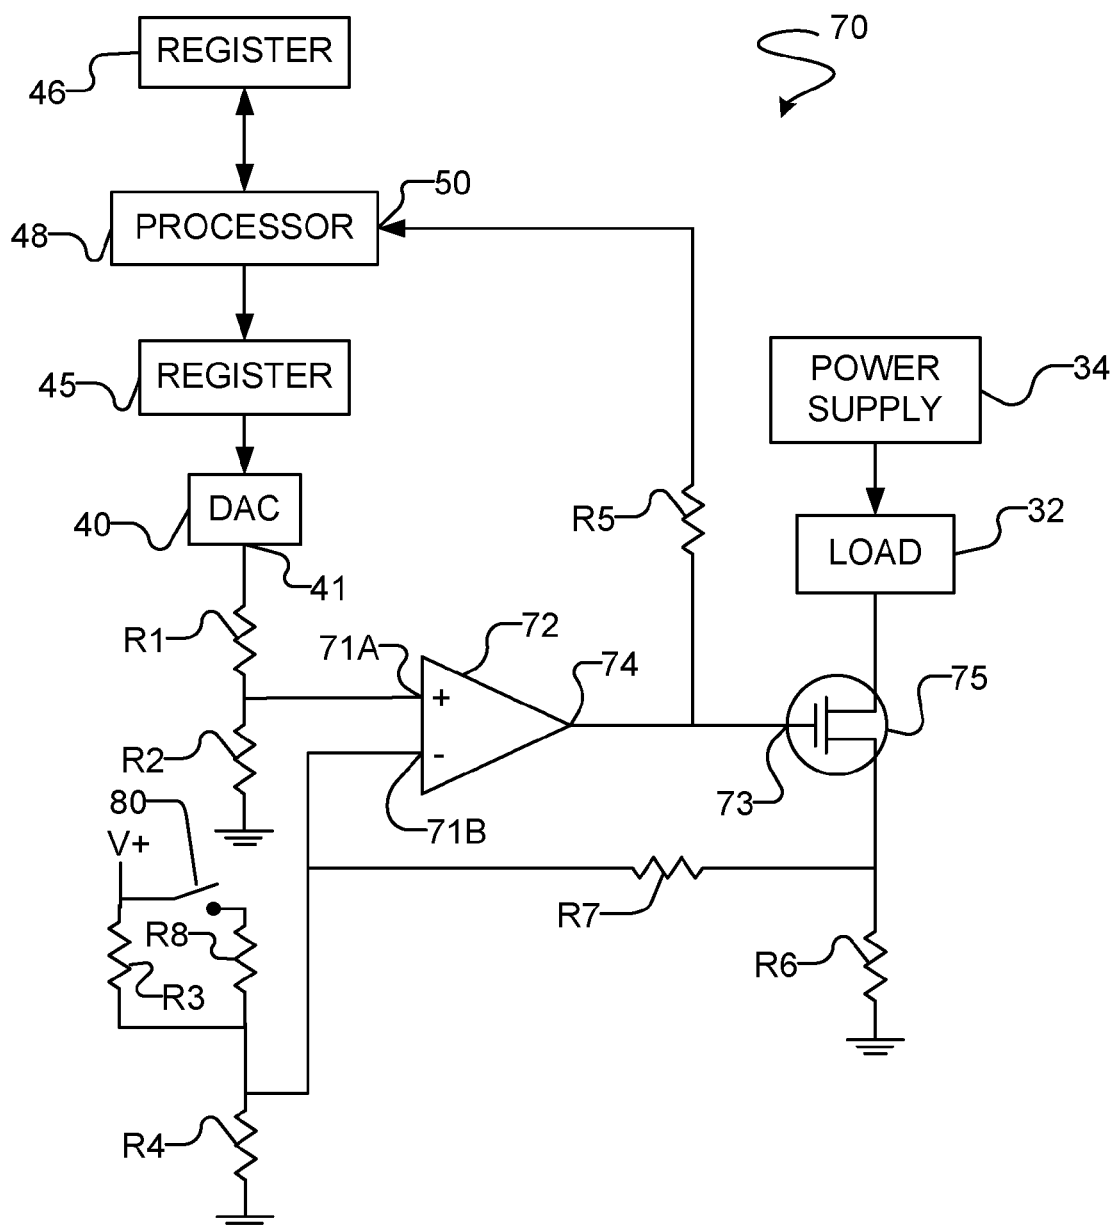 70
REGISTER
46
50
PROCESSOR
48
REGISTER
45
POWER
SUPPLY
34
DAC
40
R5
LOAD
32
41
R1
71A
72
+
74
75
R2
-
73
80
71B
V+
R7
R8
R3
R6
R4